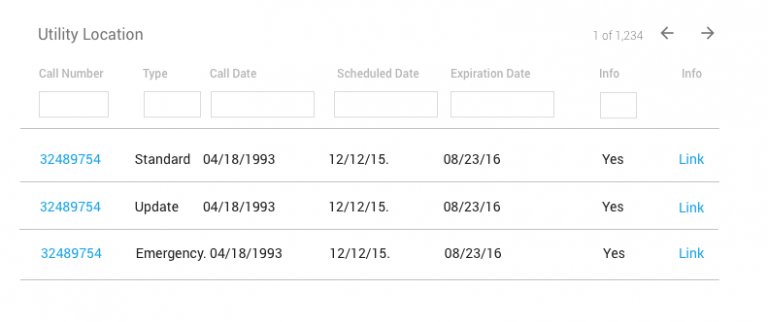 Utility Location 1 of 1,234
Call Number Type Call Date Scheduled Date Expiration Date Info Info
32489754 Standard 04/18/1993 12/12/15. 08/23/16 Yes Link
32489754 Update 04/18/1993 12/12/15. 08/23/16 Yes Link
32489754 Emergency. 04/18/1993 12/12/15. 08/23/16 Yes Link